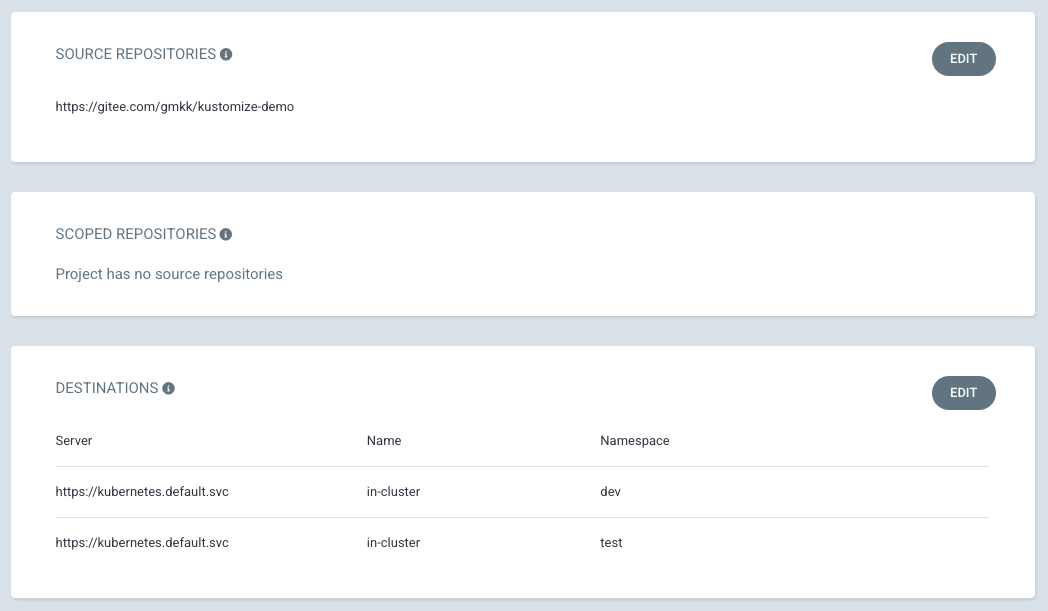 SOURCE REPOSITORIES
EDIT
https://gitee.com/gmkk/kustomize-demo
SCOPED REPOSITORIES
Project has no source repositories
DESTINATIONS
EDIT
Server Name Namespace
https://kubernetes.default.svc in-cluster dev
https://kubernetes.default.svc in-cluster test